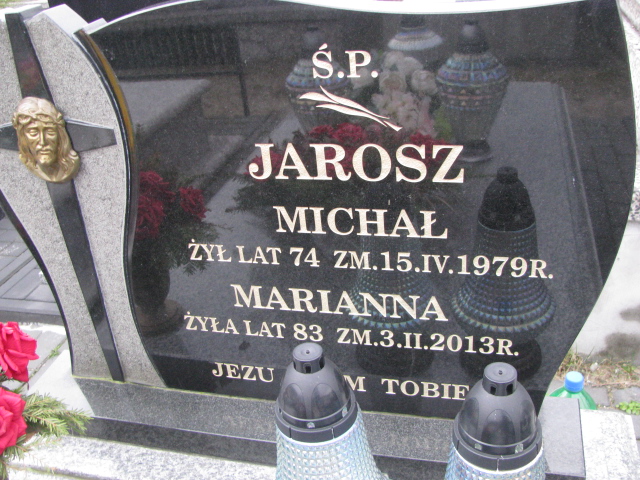 Ś.P.
JAROSZ
MICHAŁ
ŻYŁ LAT 74 ZM.15.IV.1979R.
MARIANNA
ŻYŁA LAT 83 ZM.3.II.2013R.
JEZU TOBIE